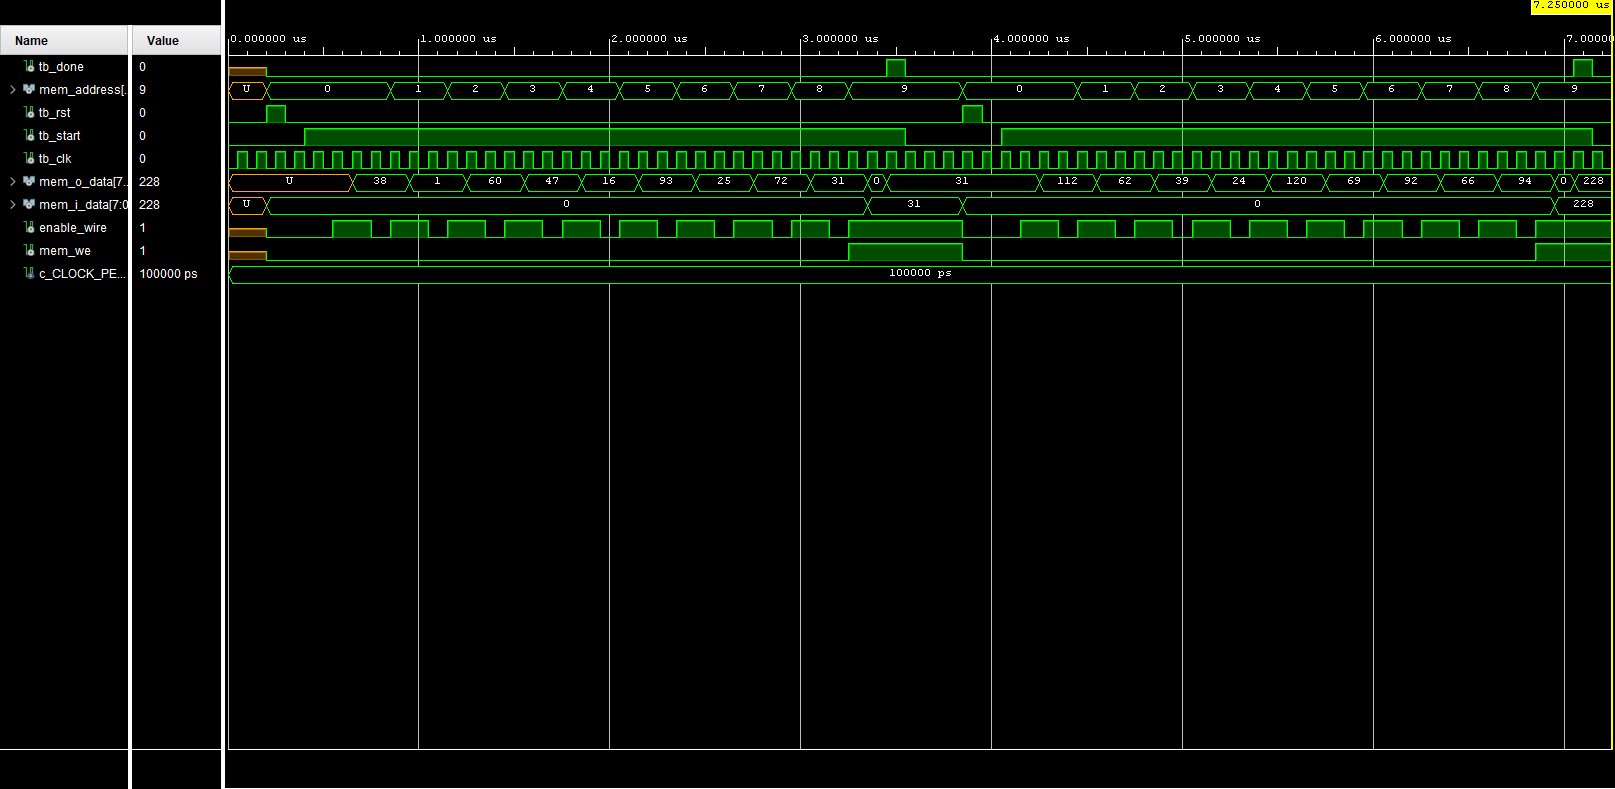 7.250000 us
Name Value
0.000000 us 1.000000 us 2.000000 us 3.000000 us 4.000000 us 5.000000 us 6.000000 us 7.00000
tb_done 0
mem_address[... 9 U 0 1 2 3 4 5 6 7 8 9 0 1 2 3 4 5 6 7 8 9
tb_rst 0
tb_start 0
tb_clk 0
mem_o_data[7... 228 U 38 1 60 47 16 93 25 72 31 0 31 112 62 39 24 120 69 92 66 94 0 228
mem_i_data[7:0 228 U 0 31 0 228
enable_wire 1
mem_we 1
c_CLOCK_PE... 100000 ps 100000 ps